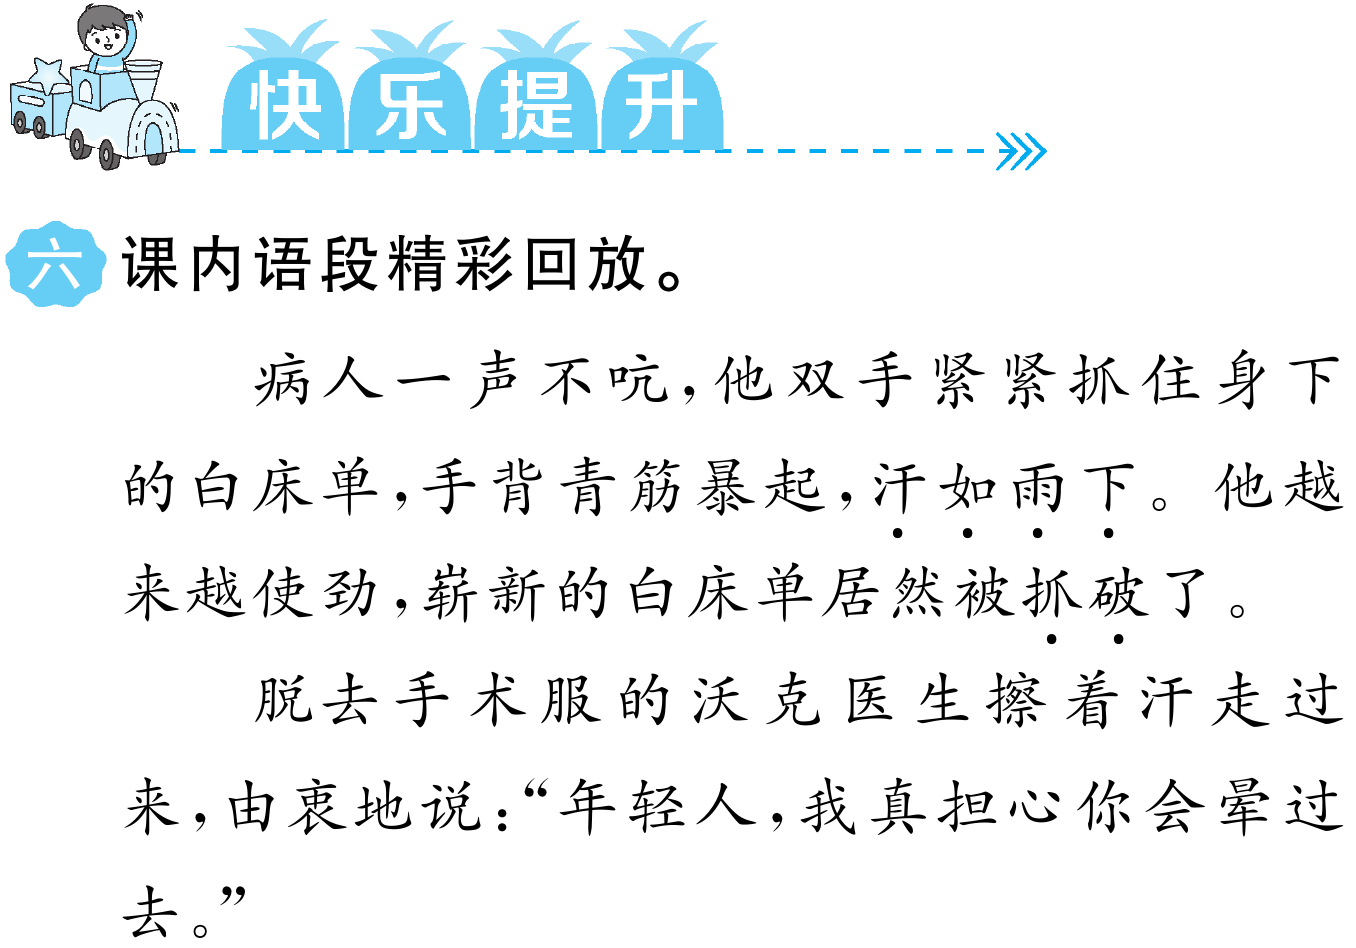 快乐提升
六 课内语段精彩回放。
病人一声不吭,他双手紧紧抓住身下
的白床单,手背青筋暴起,汗如雨下。他越
来越使劲,崭新的白床单居然被抓破了。
脱去手术服的沃克医生擦着汗走过
来,由衷地说:“年轻人,我真担心你会晕过
去。”